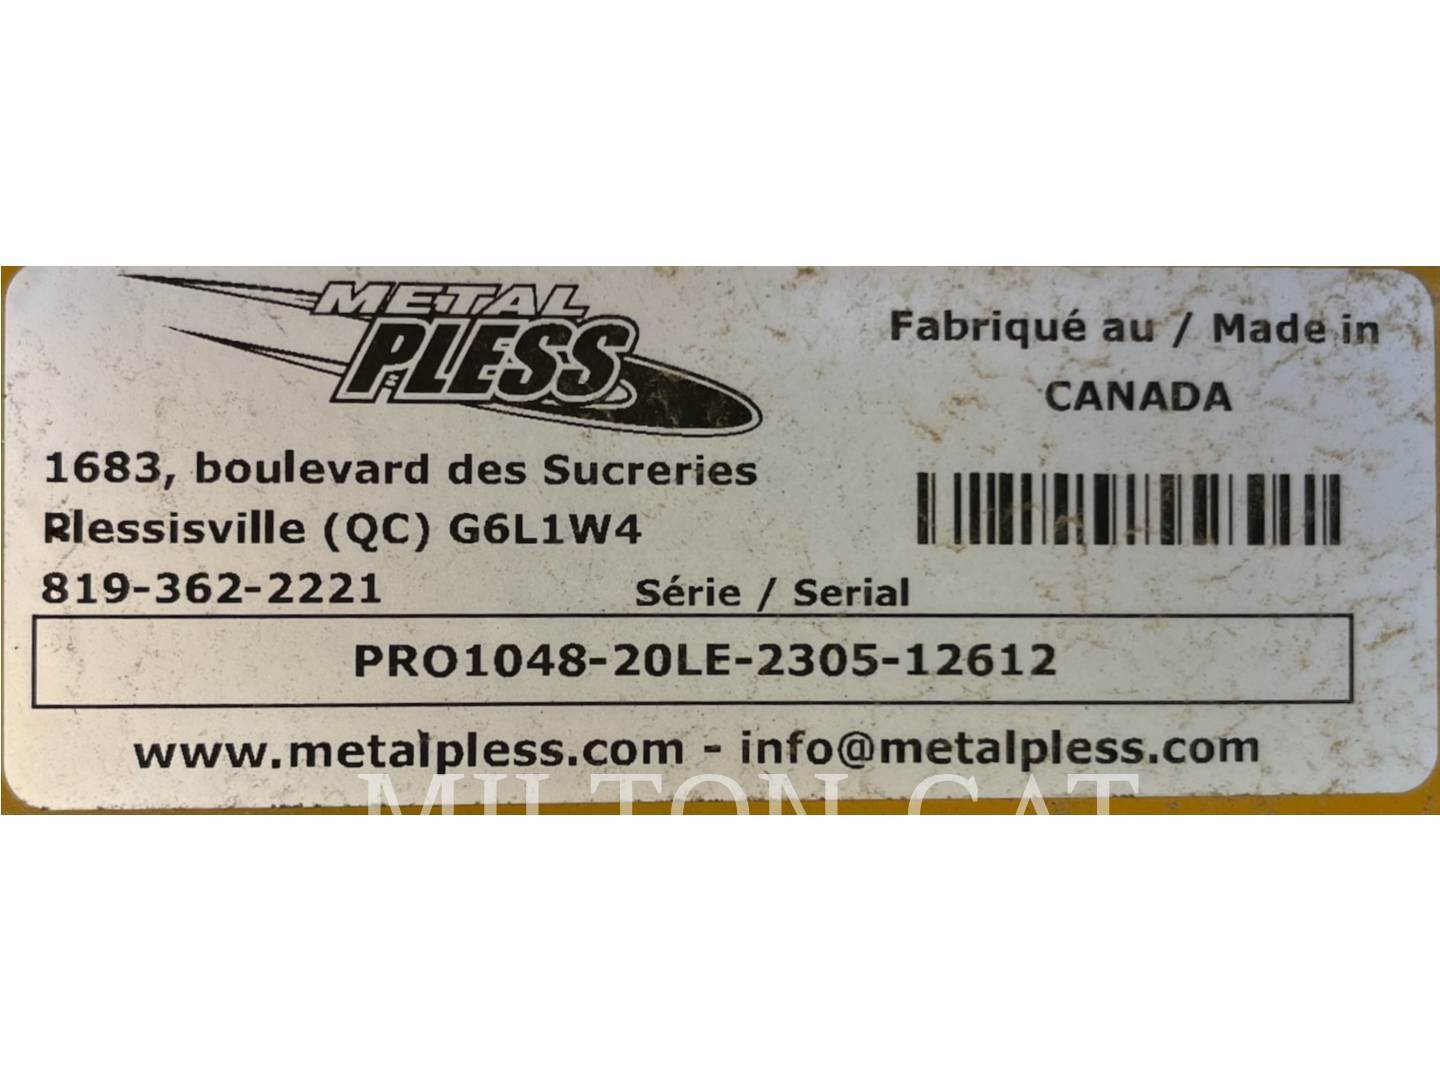 METAL
PLESS
Fabriqué au / Made in
CANADA
1683, boulevard des Sucreries
Plessisville (QC) G6L1W4
819-362-2221
Série / Serial
PRO1048-20LE-2305-12612
www.metalpless.com - info@metalpless.com
MILTON CAT